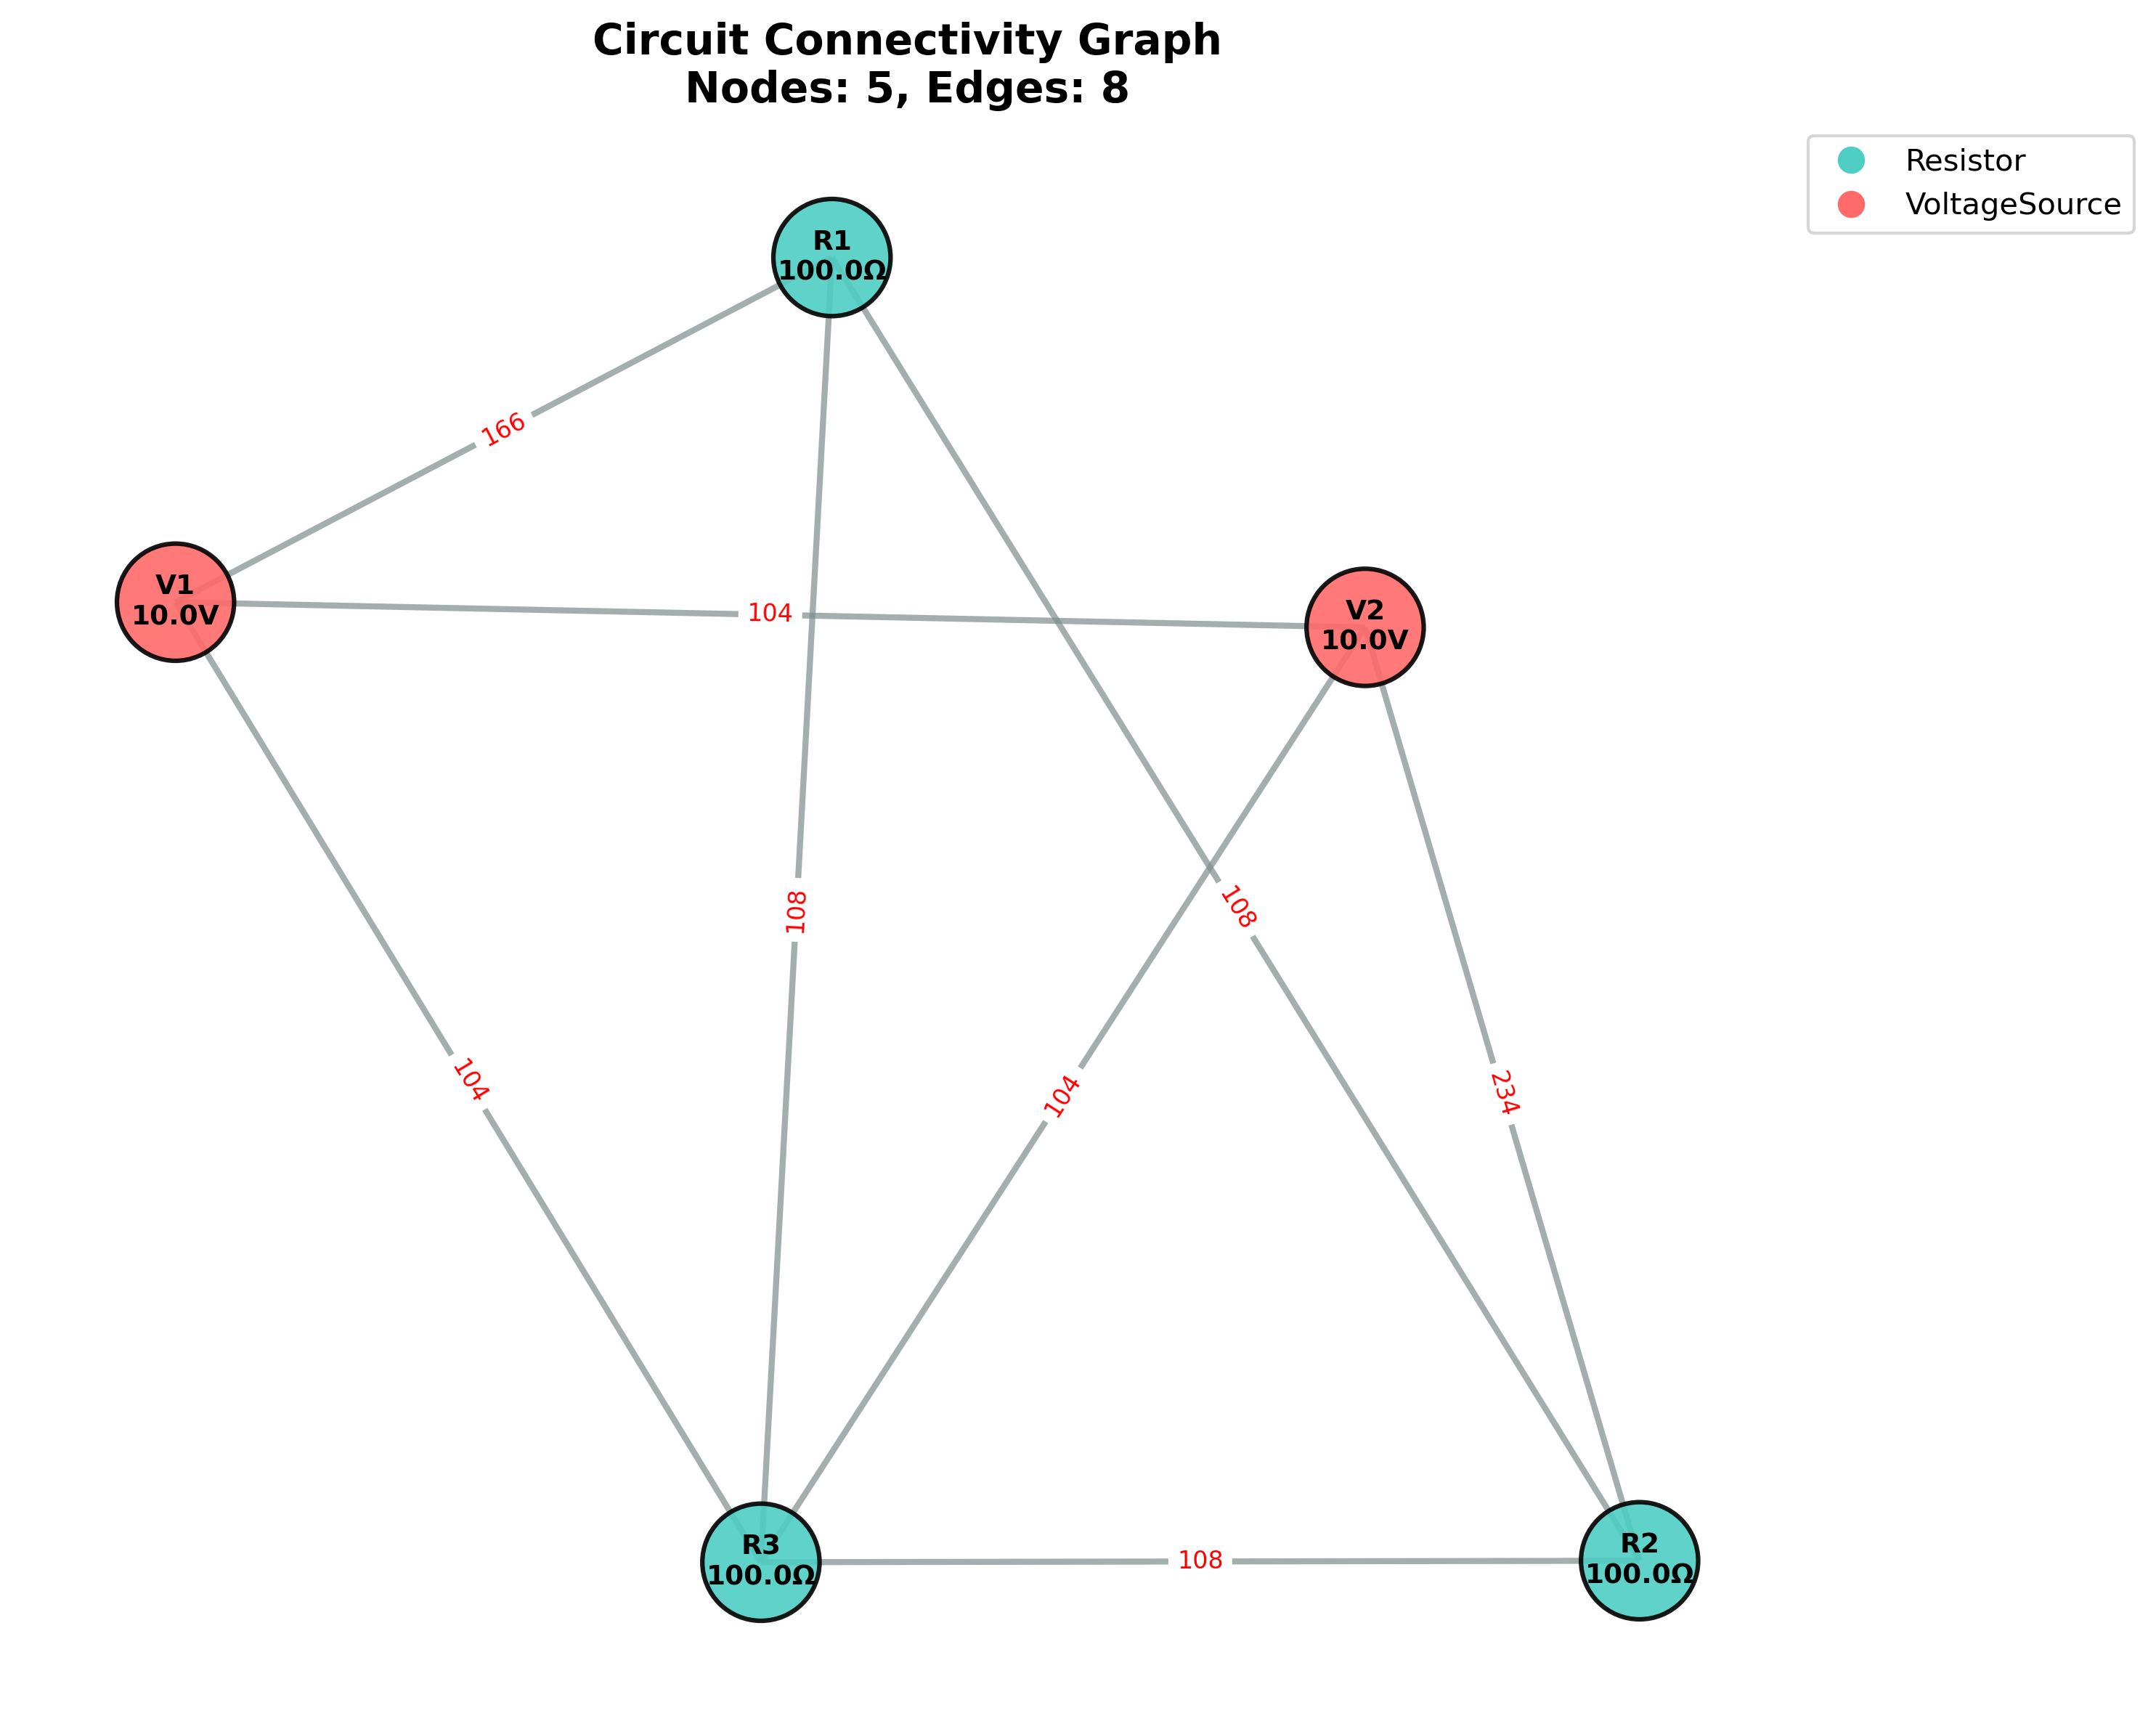 Circuit Connectivity Graph
Nodes: 5, Edges: 8
Resistor
VoltageSource
R1
100.0Ω
166
V1
10.0V
104
V2
10.0V
108
108
104
104
234
R3
100.0Ω
108
R2
100.0Ω